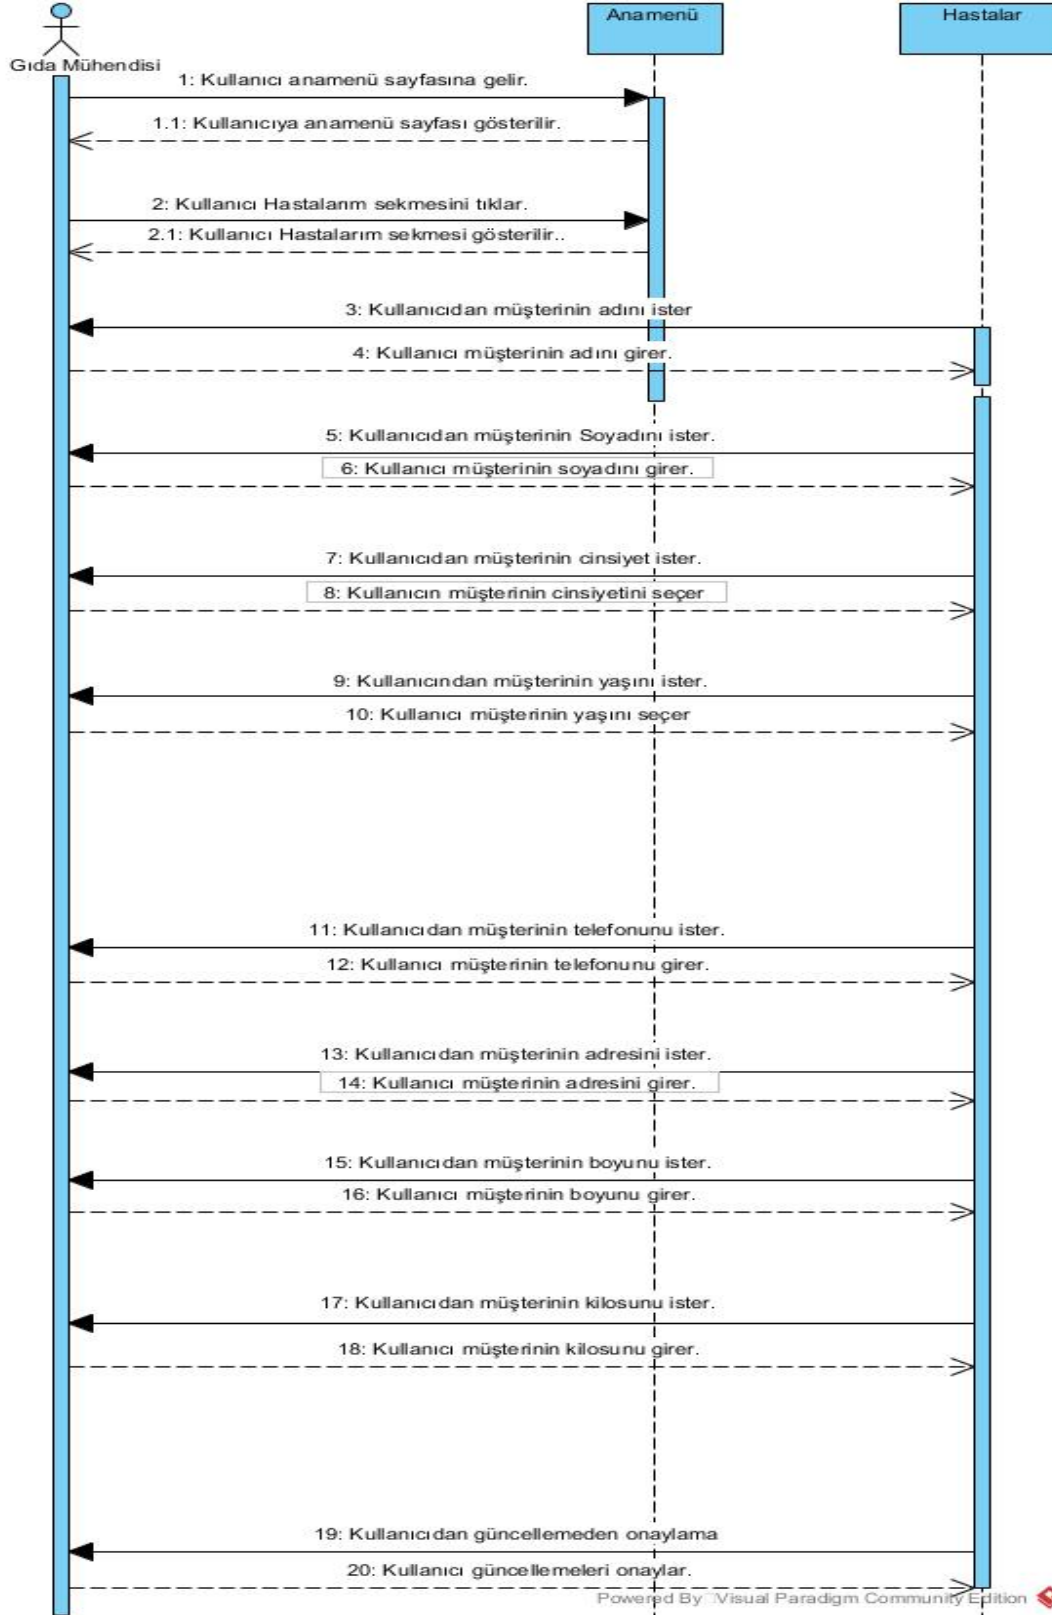 Anamenü
Hastalar
Gıda Mühendisi
1: Kullanıcı anamenü sayfasına gelir.
1.1: Kullanıcıya anamenü sayfası gösterilir.
2: Kullanıcı Hastalarım sekmesini tıklar.
2.1: Kullanıcı Hastalarım sekmesi gösterilir..
3: Kullanıcıdan müşterinin adını ister
4: Kullanıcı müşterinin adını girer.
5: Kullanıcıdan müşterinin Soyadını ister.
6: Kullanıcı müşterinin soyadını girer.
7: Kullanıcıdan müşterinin cinsiyet ister.
8: Kullanıcın müşterinin cinsiyetini seçer
9: Kullanıcından müşterinin yaşını ister.
10: Kullanıcı müşterinin yaşını seçer
11: Kullanıcıdan müşterinin telefonunu ister.
12: Kullanıcı müşterinin telefonunu girer.
13: Kullanıcıdan müşterinin adresini ister.
14: Kullanıcı müşterinin adresini girer.
15: Kullanıcıdan müşterinin boyunu ister.
16: Kullanıcı müşterinin boyunu girer.
17: Kullanıcıdan müşterinin kilosunu ister.
18: Kullanıcı müşterinin kilosunu girer.
19: Kullanıcıdan güncellemeden onaylama
20: Kullanıcı güncellemeleri onaylar.
Powered By Visual Paradigm Community Edition